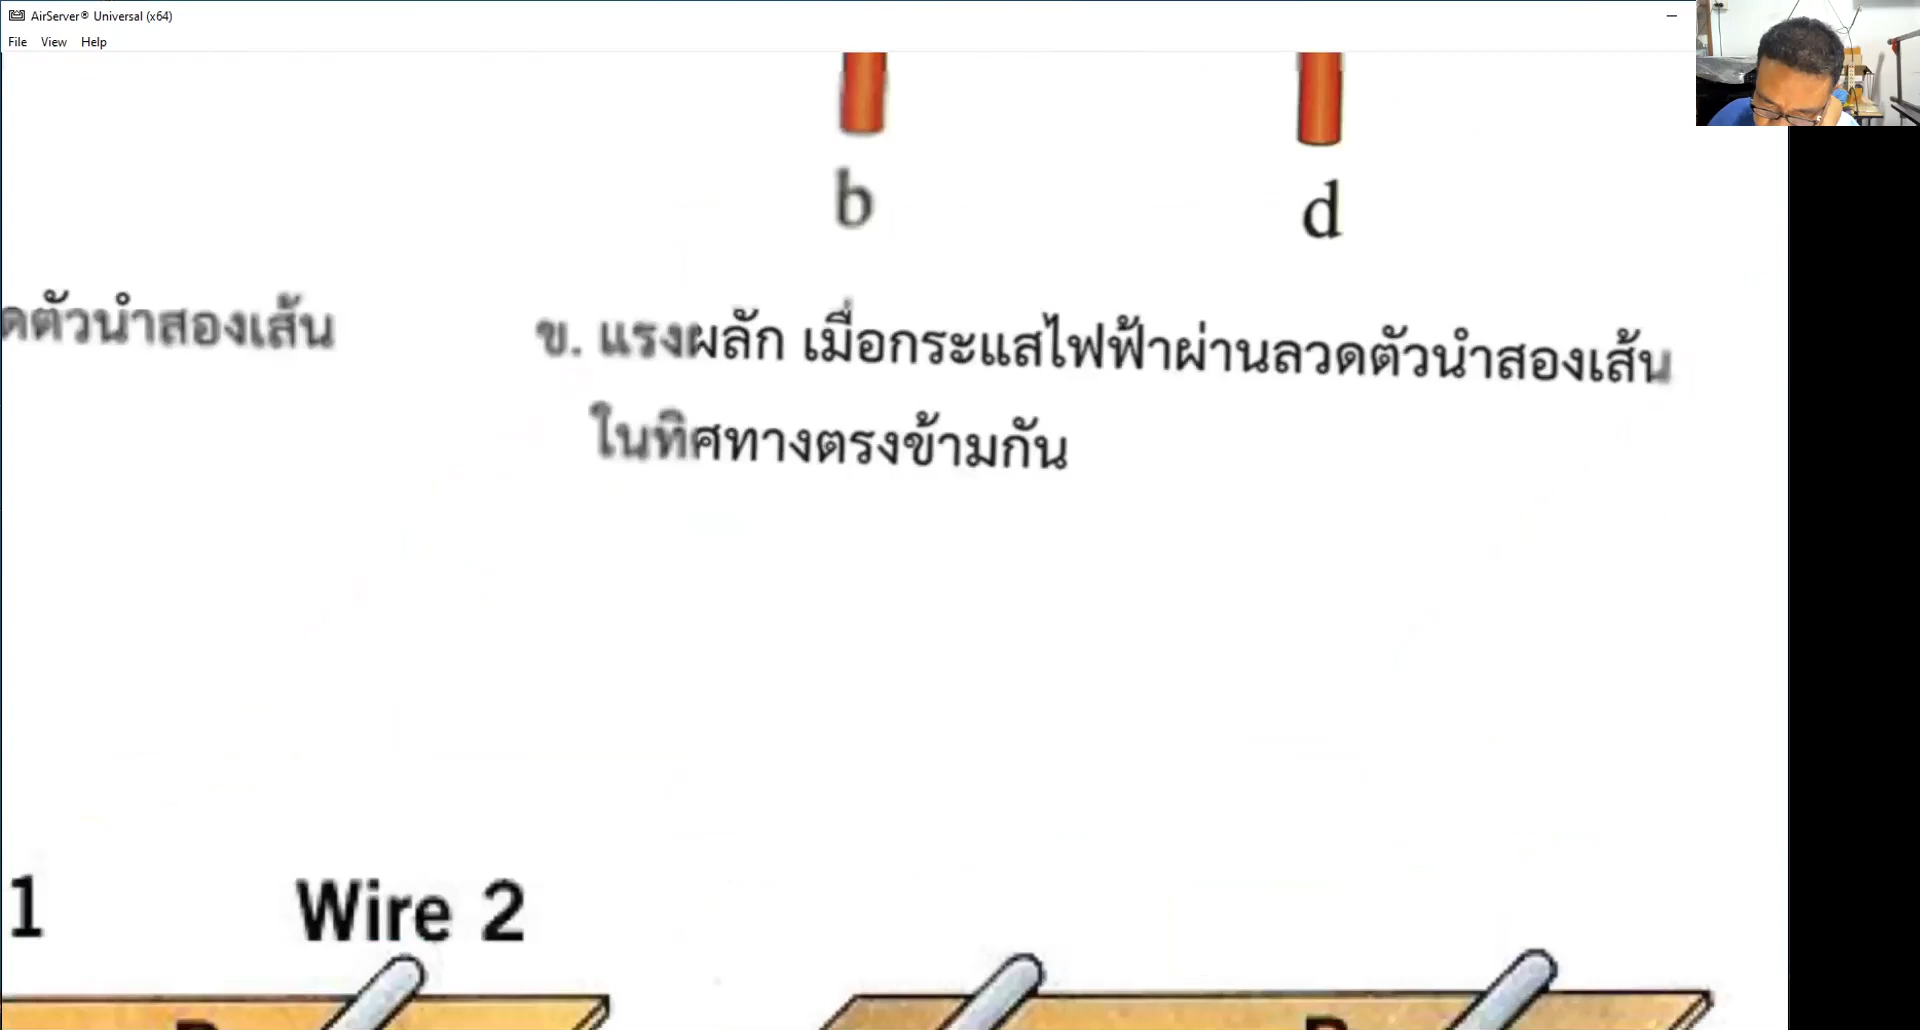 AirServer® Universal (x64)
File View Help
b
d
ดตัวนำสองเส้น
ข. แรงผลัก เมื่อกระแสไฟฟ้าผ่านลวดตัวนำสองเส้น
ในทิศทางตรงข้ามกัน
1
Wire 2